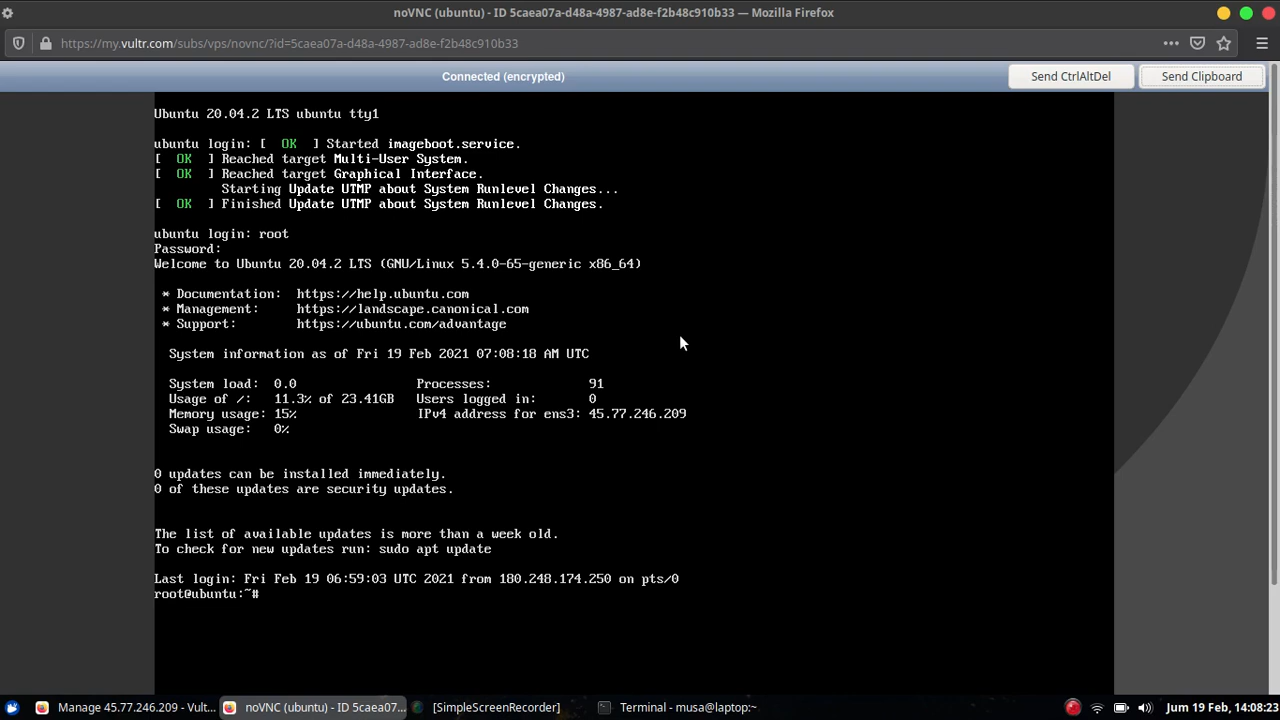 noVNC (ubuntu) - ID 5caea07a-d48a-4987-ad8e-f2b48c910b33 — Mozilla Firefox
https://my.vultr.com/subs/vps/novnc/?id=5caea07a-d48a-4987-ad8e-f2b48c910b33
Connected (encrypted)
Send CtrlAltDel
Send Clipboard
Ubuntu 20.04.2 LTS ubuntu tty1
ubuntu login: [  OK  ] Started imageboot.service.
[  OK  ] Reached target Multi-User System.
[  OK  ] Reached target Graphical Interface.
Starting Update UTMP about System Runlevel Changes...
[  OK  ] Finished Update UTMP about System Runlevel Changes.
ubuntu login: root
Password:
Welcome to Ubuntu 20.04.2 LTS (GNU/Linux 5.4.0-65-generic x86_64)
* Documentation:  https://help.ubuntu.com
* Management:     https://landscape.canonical.com
* Support:        https://ubuntu.com/advantage
System information as of Fri 19 Feb 2021 07:08:18 AM UTC
System load:  0.0                Processes:             91
Usage of /:   11.3% of 23.41GB   Users logged in:       0
Memory usage: 15%                IPv4 address for ens3: 45.77.246.209
Swap usage:   0%
0 updates can be installed immediately.
0 of these updates are security updates.
The list of available updates is more than a week old.
To check for new updates run: sudo apt update
Last login: Fri Feb 19 06:59:03 UTC 2021 from 180.248.174.250 on pts/0
root@ubuntu:~#
Manage 45.77.246.209 - Vult...
noVNC (ubuntu) - ID 5caea07...
[SimpleScreenRecorder]
Terminal - musa@laptop:~
Jum 19 Feb, 14:08:23